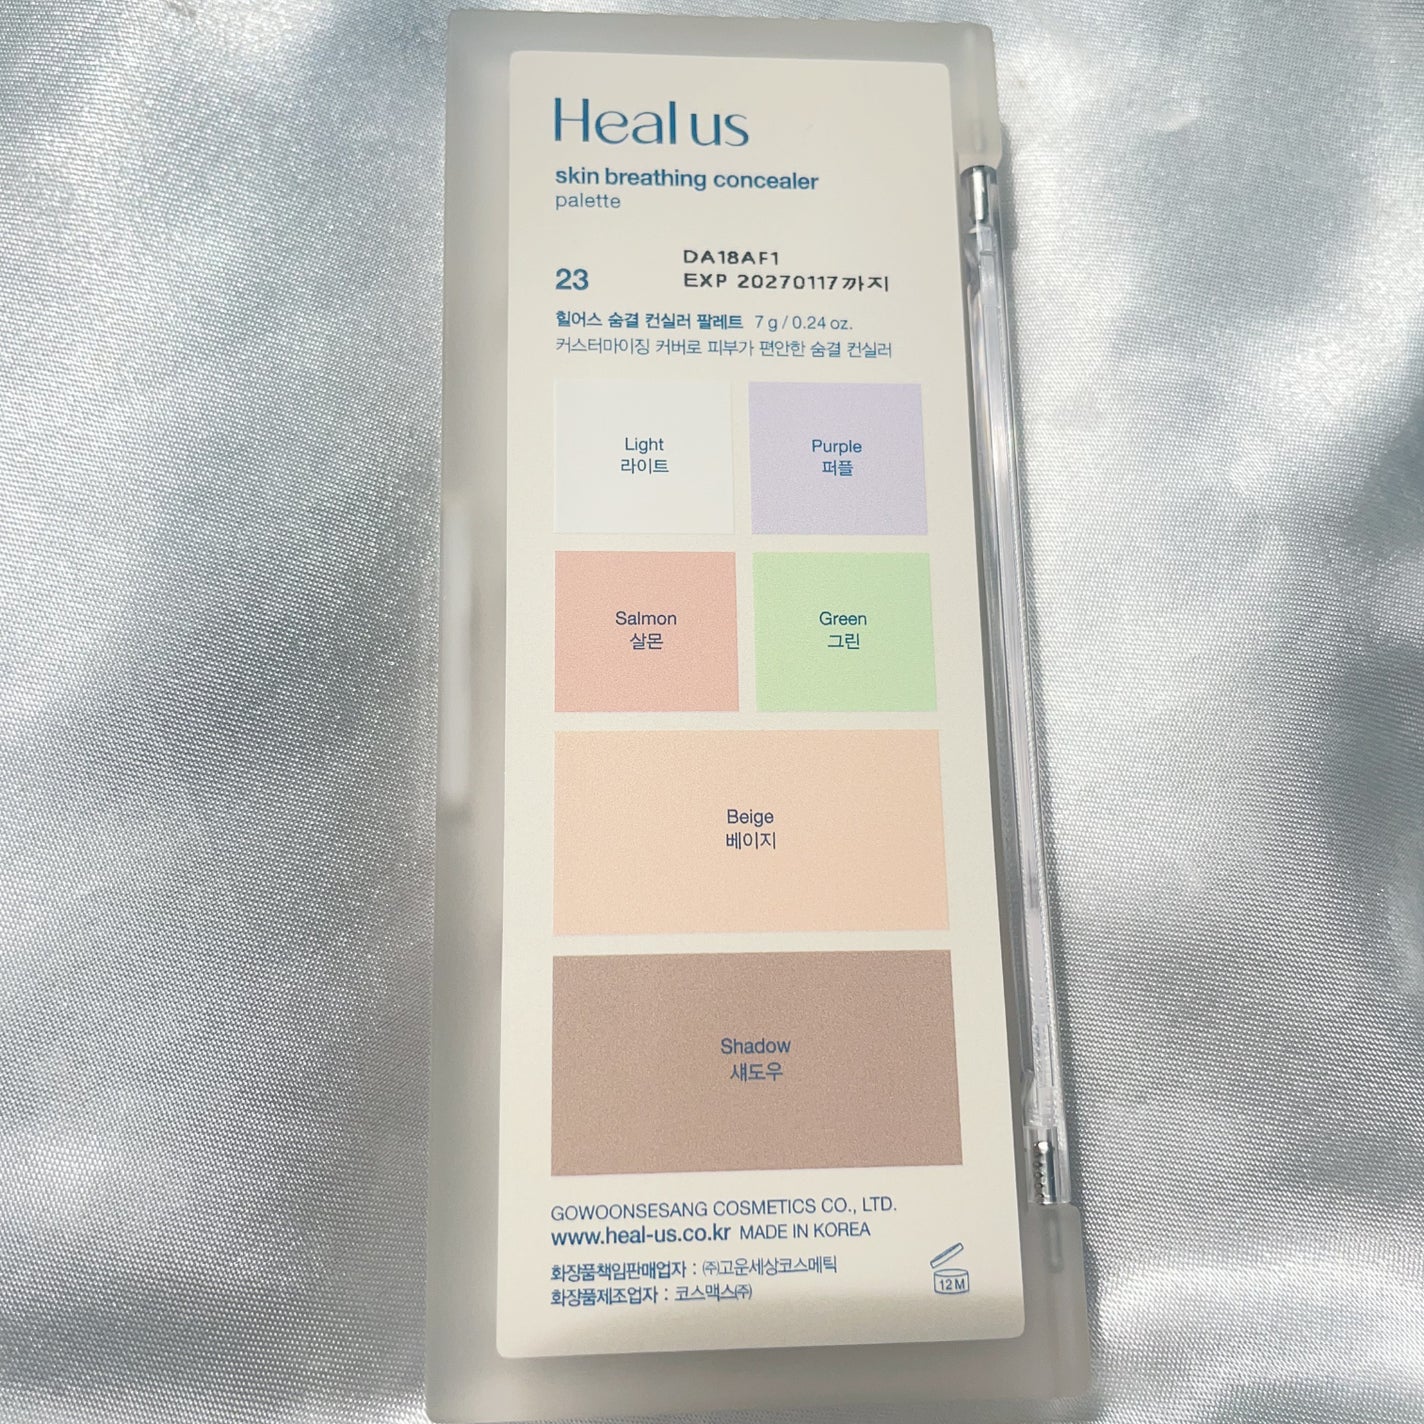 Heal us
skin breathing concealer
palette
DA18AF1
23 EXP 20270117까지
힐어스 숨결 컨실러 팔레트 7 g / 0.24 oz.
커스터마이징 커버로 피부가 편안한 숨결 컨실러
Light Purple
라이트 퍼플
Salmon Green
살몬 그린
Beige
베이지
Shadow
섀도우
GOWOONSESANG COSMETICS CO., LTD.
www.heal-us.co.kr MADE IN KOREA
화장품책임판매업자 : ㈜고운세상코스메틱
화장품제조업자 : 코스맥스㈜
12M